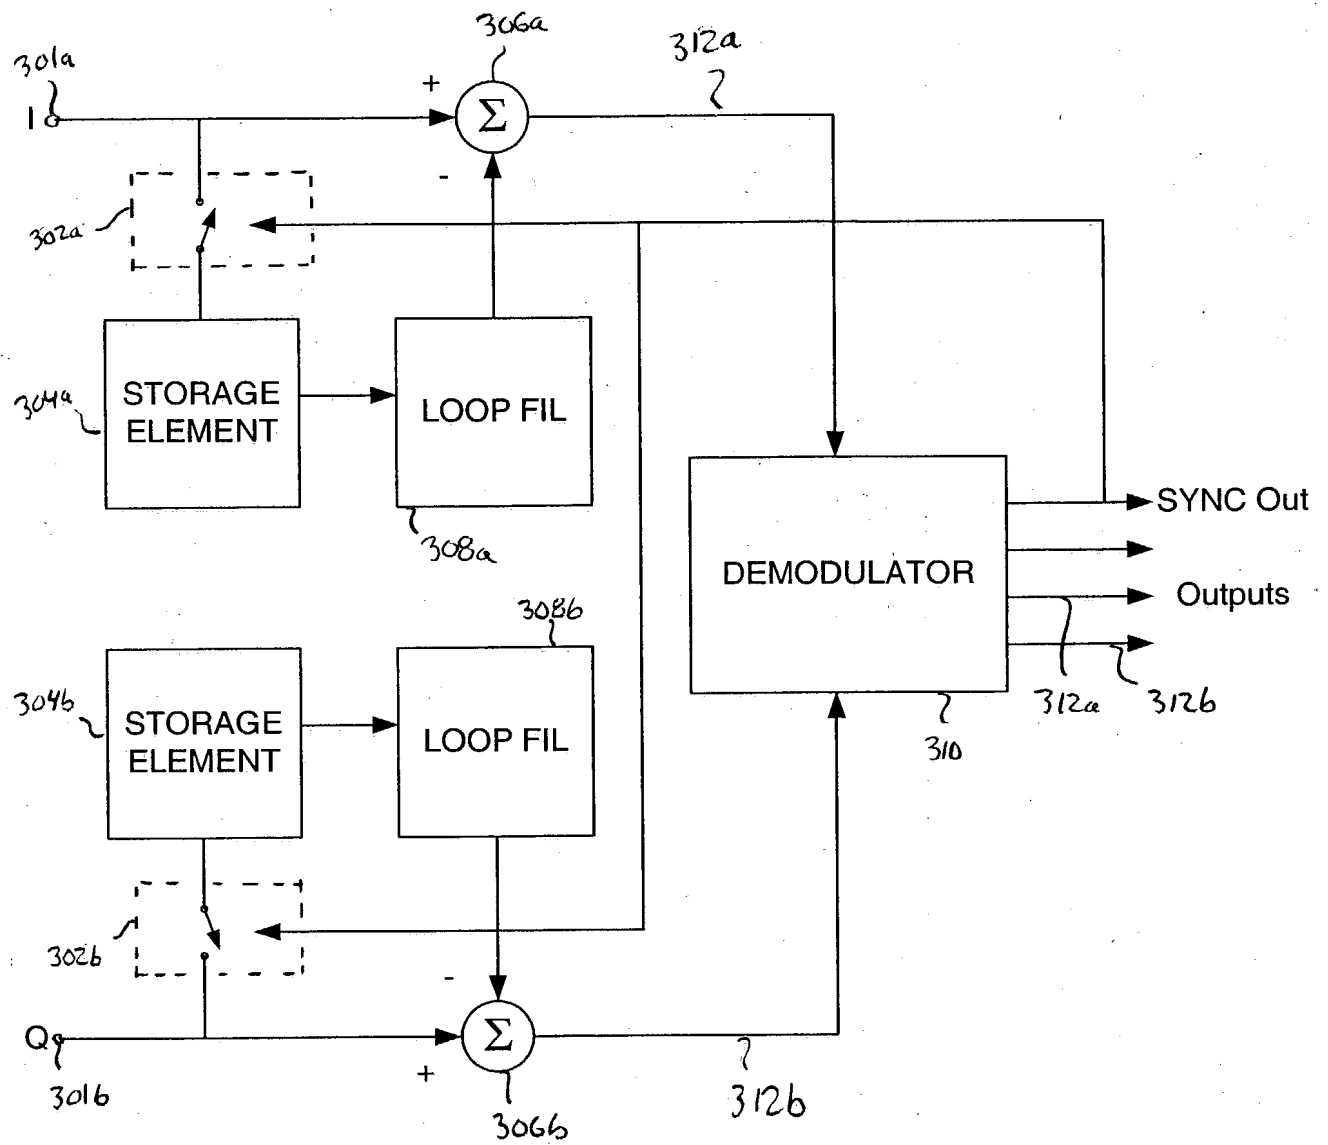 306a
312a
301a
+
I
Σ
-
302a
STORAGE
ELEMENT
LOOP FIL
304a
SYNC Out
308a
DEMODULATOR
Outputs
308b
304b
STORAGE
ELEMENT
LOOP FIL
312a
312b
310
302b
-
Q
Σ
+
301b
312b
306b